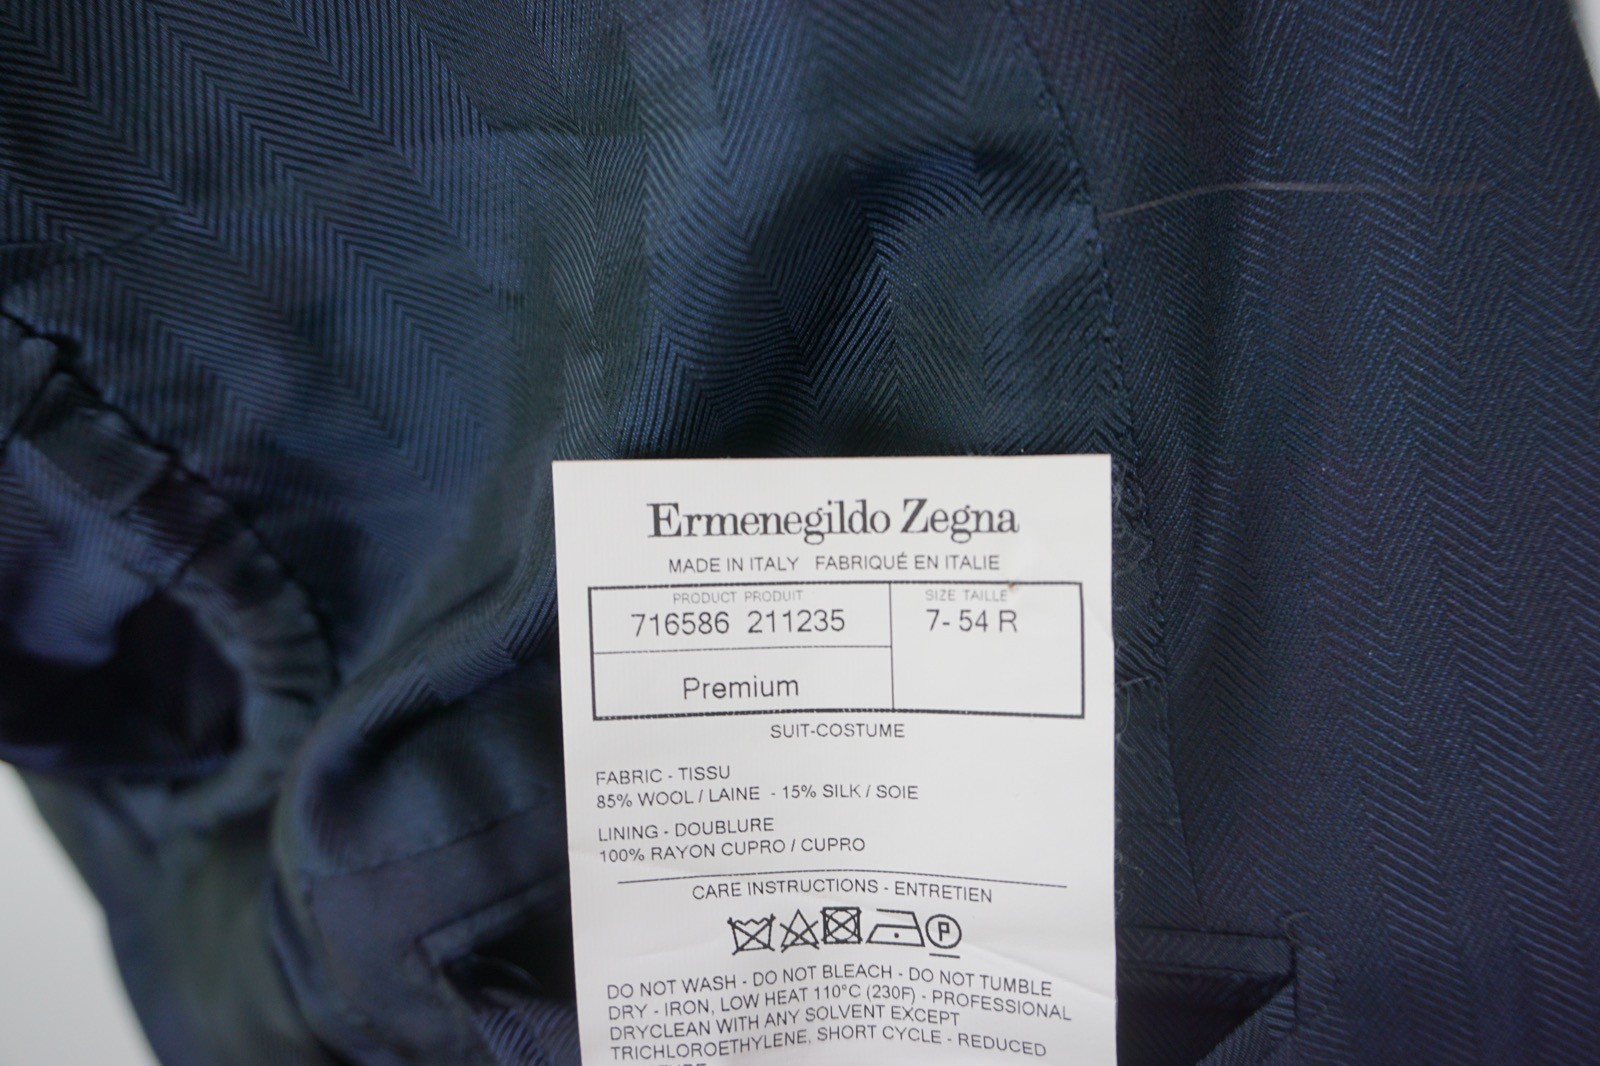 Ermenegildo Zegna
MADE IN ITALY FABRIQUÉ EN ITALIE
PRODUCT PRODUIT
716586 211235
SIZE TAILLE
7- 54 R
Premium
SUIT-COSTUME
FABRIC - TISSU
85% WOOL / LAINE - 15% SILK / SOIE
LINING - DOUBLURE
100% RAYON CUPRO / CUPRO
CARE INSTRUCTIONS - ENTRETIEN
P
DO NOT WASH - DO NOT BLEACH - DO NOT TUMBLE
DRY - IRON, LOW HEAT 110°C (230F) - PROFESSIONAL
DRYCLEAN WITH ANY SOLVENT EXCEPT
TRICHLOROETHYLENE, SHORT CYCLE - REDUCED